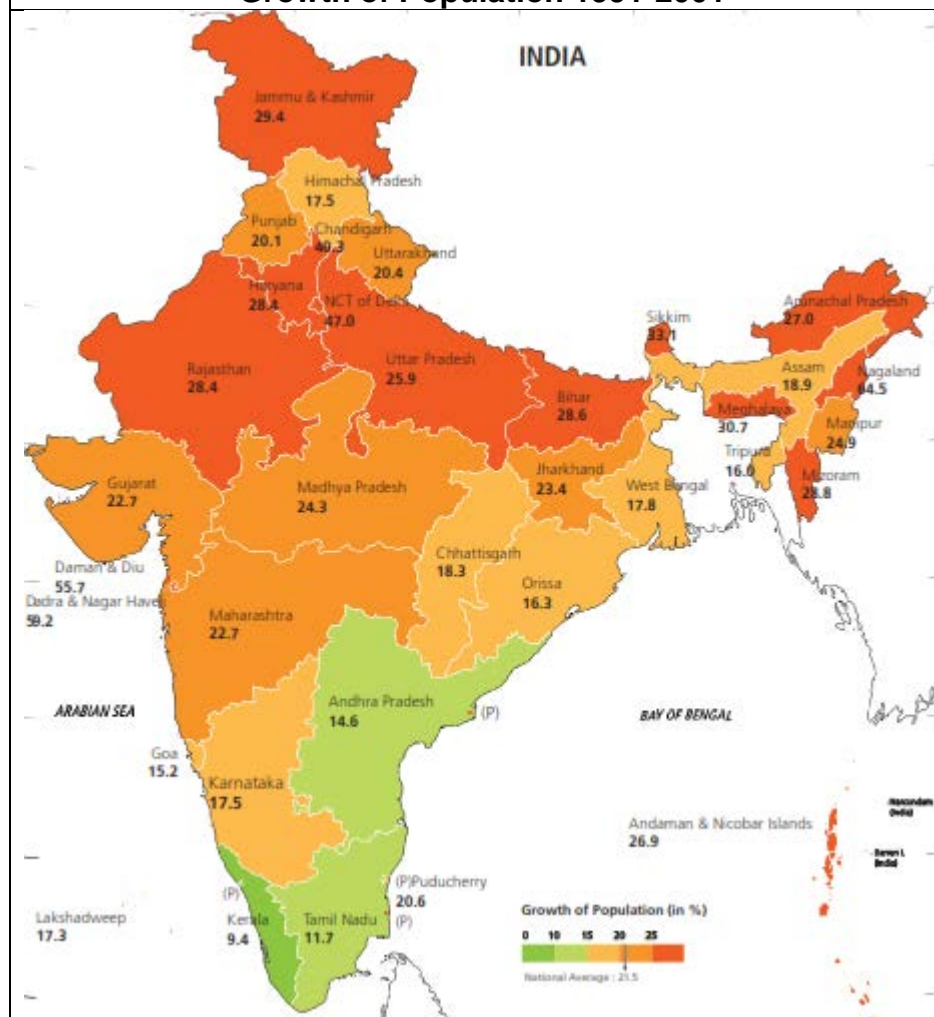 INDIA
Jammu & Kashmir
29.4
Himachal Pradesh
17.5
Punjab
20.1
Chandigarh
40.3
Uttarakhand
20.4
Haryana
28.4
NCT of Delhi
47.0
Arunachal Pradesh
27.0
Sikkim
33.1
Rajasthan
28.4
Uttar Pradesh
25.9
Assam
18.9
Nagaland
64.5
Bihar
28.6
Meghalaya
30.7
Manipur
24.9
Tripura
16.0
Mizoram
28.8
Gujarat
22.7
Madhya Pradesh
24.3
Jharkhand
23.4
West Bengal
17.8
Chhattisgarh
18.3
Orissa
16.3
Daman & Diu
55.7
Dadra & Nagar Have
59.2
Maharashtra
22.7
ARABIAN SEA
Andhra Pradesh
14.6
(P)
BAY OF BENGAL
Goa
15.2
Karnataka
17.5
Andaman & Nicobar Islands
26.9
Narcondam
(India)
Barren I.
(India)
(P)
(P)Puducherry
20.6
(P)
Lakshadweep
17.3
Kerala
9.4
Tamil Nadu
11.7
Growth of Population (in %)
0 10 15 20 25
National Average : 21.5